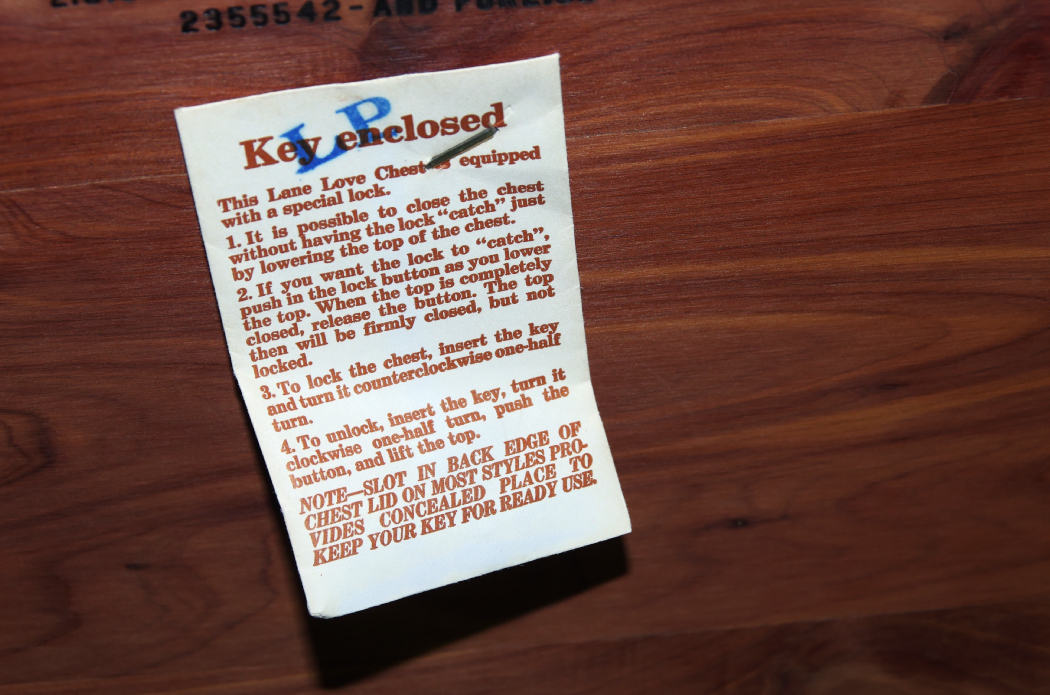 2355542-AND
LP
Key enclosed
This Lane Love Chest is equipped
with a special lock.
1. It is possible to close the chest
without having the lock "catch" just
by lowering the top of the chest.
2. If you want the lock to "catch",
push in the lock button as you lower
the top. When the top is completely
closed, release the button. The top
then will be firmly closed, but not
locked.
3. To lock the chest, insert the key
and turn it counterclockwise one-half
turn.
4. To unlock, insert the key, turn it
clockwise one-half turn, push the
button, and lift the top.
NOTE—SLOT IN BACK EDGE OF
CHEST LID ON MOST STYLES PRO-
VIDES CONCEALED PLACE TO
KEEP YOUR KEY FOR READY USE.